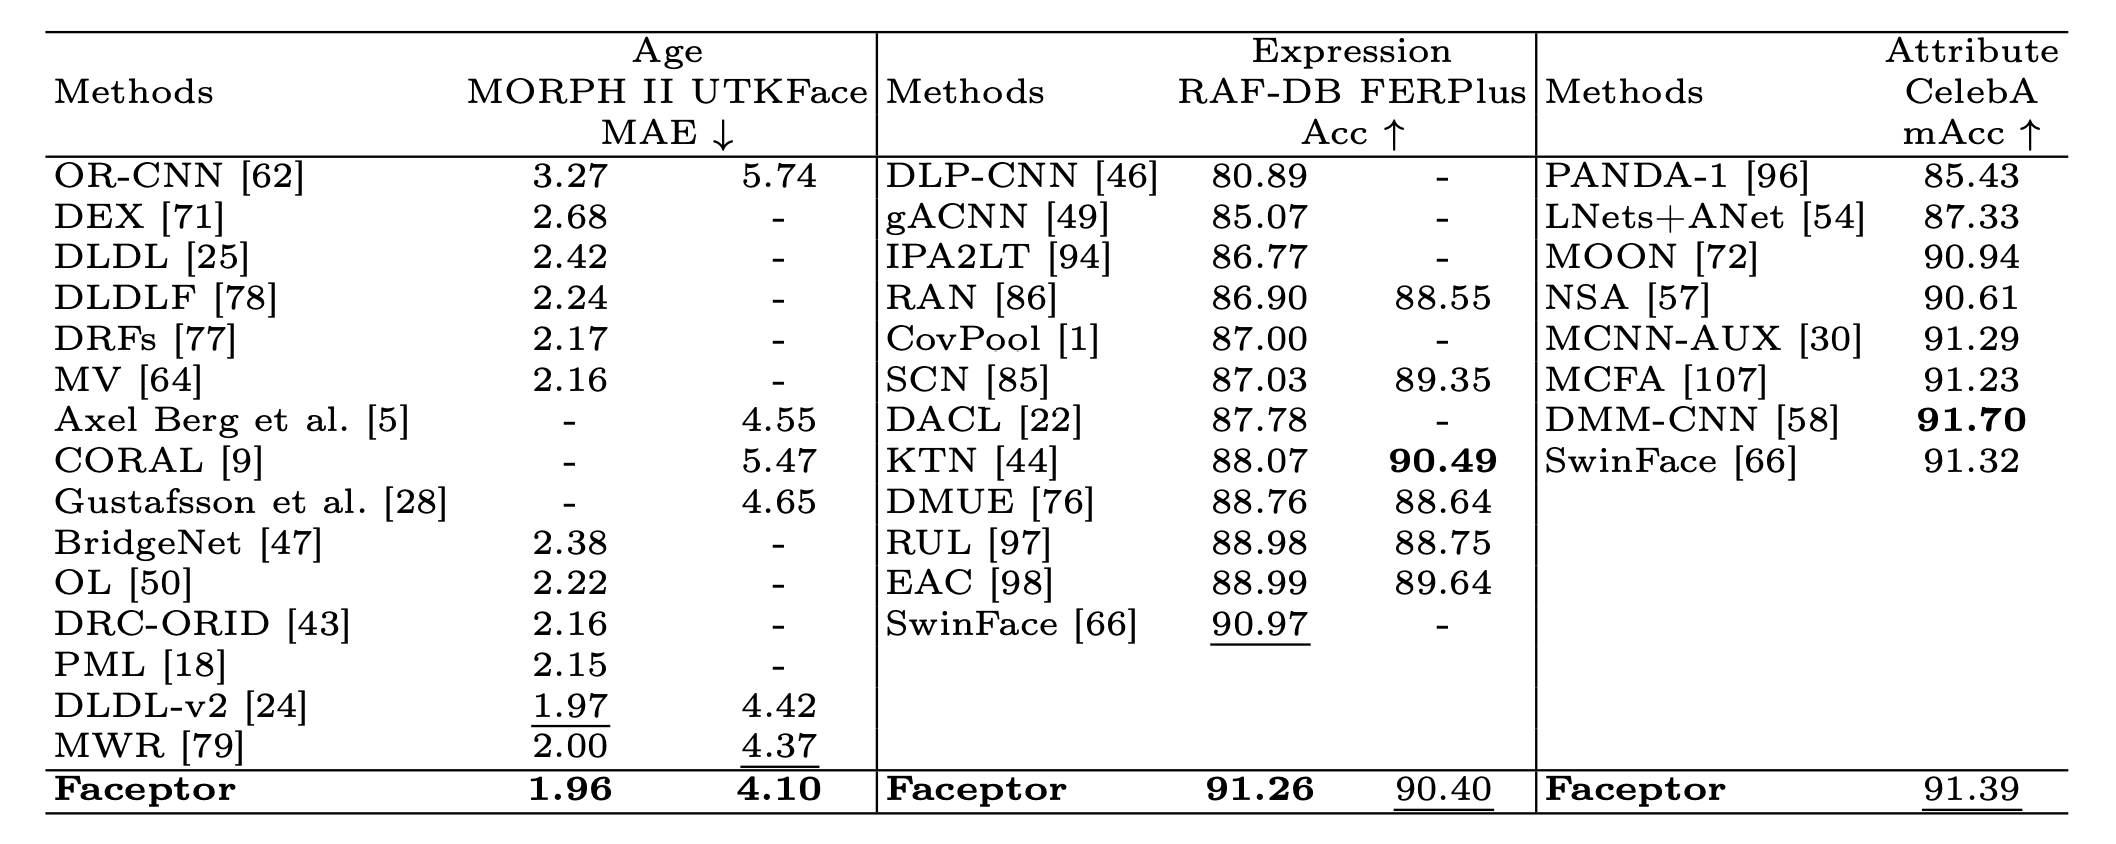 Age Expression Attribute
Methods MORPH II UTKFace Methods RAF-DB FERPlus Methods CelebA
MAE ↓ Acc ↑ mAcc ↑
OR-CNN [62] 3.27 5.74 DLP-CNN [46] 80.89 - PANDA-1 [96] 85.43
DEX [71] 2.68 - gACNN [49] 85.07 - LNets+ANet [54] 87.33
DLDL [25] 2.42 - IPA2LT [94] 86.77 - MOON [72] 90.94
DLDLF [78] 2.24 - RAN [86] 86.90 88.55 NSA [57] 90.61
DRFs [77] 2.17 - CovPool [1] 87.00 - MCNN-AUX [30] 91.29
MV [64] 2.16 - SCN [85] 87.03 89.35 MCFA [107] 91.23
Axel Berg et al. [5] - 4.55 DACL [22] 87.78 - DMM-CNN [58] 91.70
CORAL [9] - 5.47 KTN [44] 88.07 90.49 SwinFace [66] 91.32
Gustafsson et al. [28] - 4.65 DMUE [76] 88.76 88.64
BridgeNet [47] 2.38 - RUL [97] 88.98 88.75
OL [50] 2.22 - EAC [98] 88.99 89.64
DRC-ORID [43] 2.16 - SwinFace [66] 90.97 -
PML [18] 2.15 -
DLDL-v2 [24] 1.97 4.42
MWR [79] 2.00 4.37
Faceptor 1.96 4.10 Faceptor 91.26 90.40 Faceptor 91.39